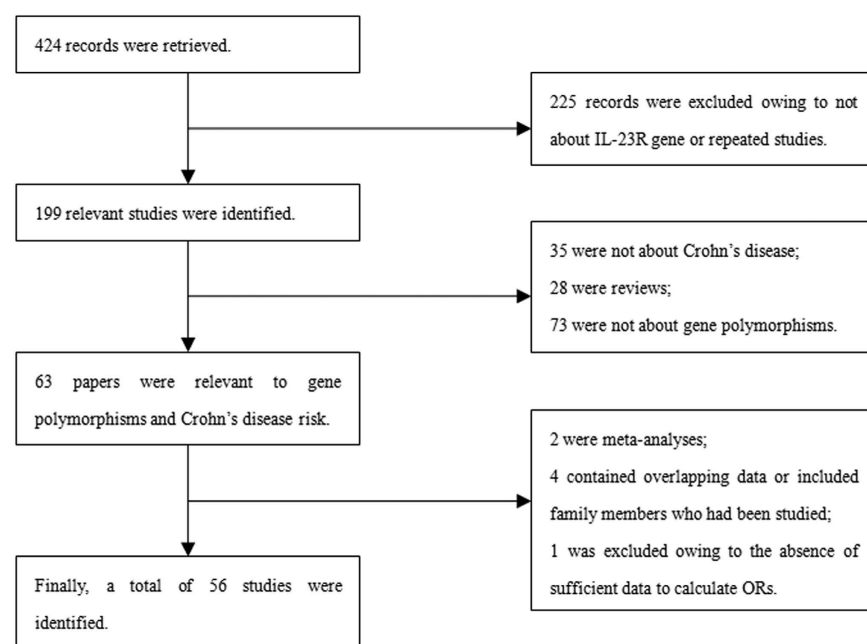 424 records were retrieved.
225 records were excluded owing to not
about IL-23R gene or repeated studies.
199 relevant studies were identified.
35 were not about Crohn’s disease;
28 were reviews;
73 were not about gene polymorphisms.
63 papers were relevant to gene
polymorphisms and Crohn’s disease risk.
2 were meta-analyses;
4 contained overlapping data or included
family members who had been studied;
1 was excluded owing to the absence of
sufficient data to calculate ORs.
Finally, a total of 56 studies were
identified.